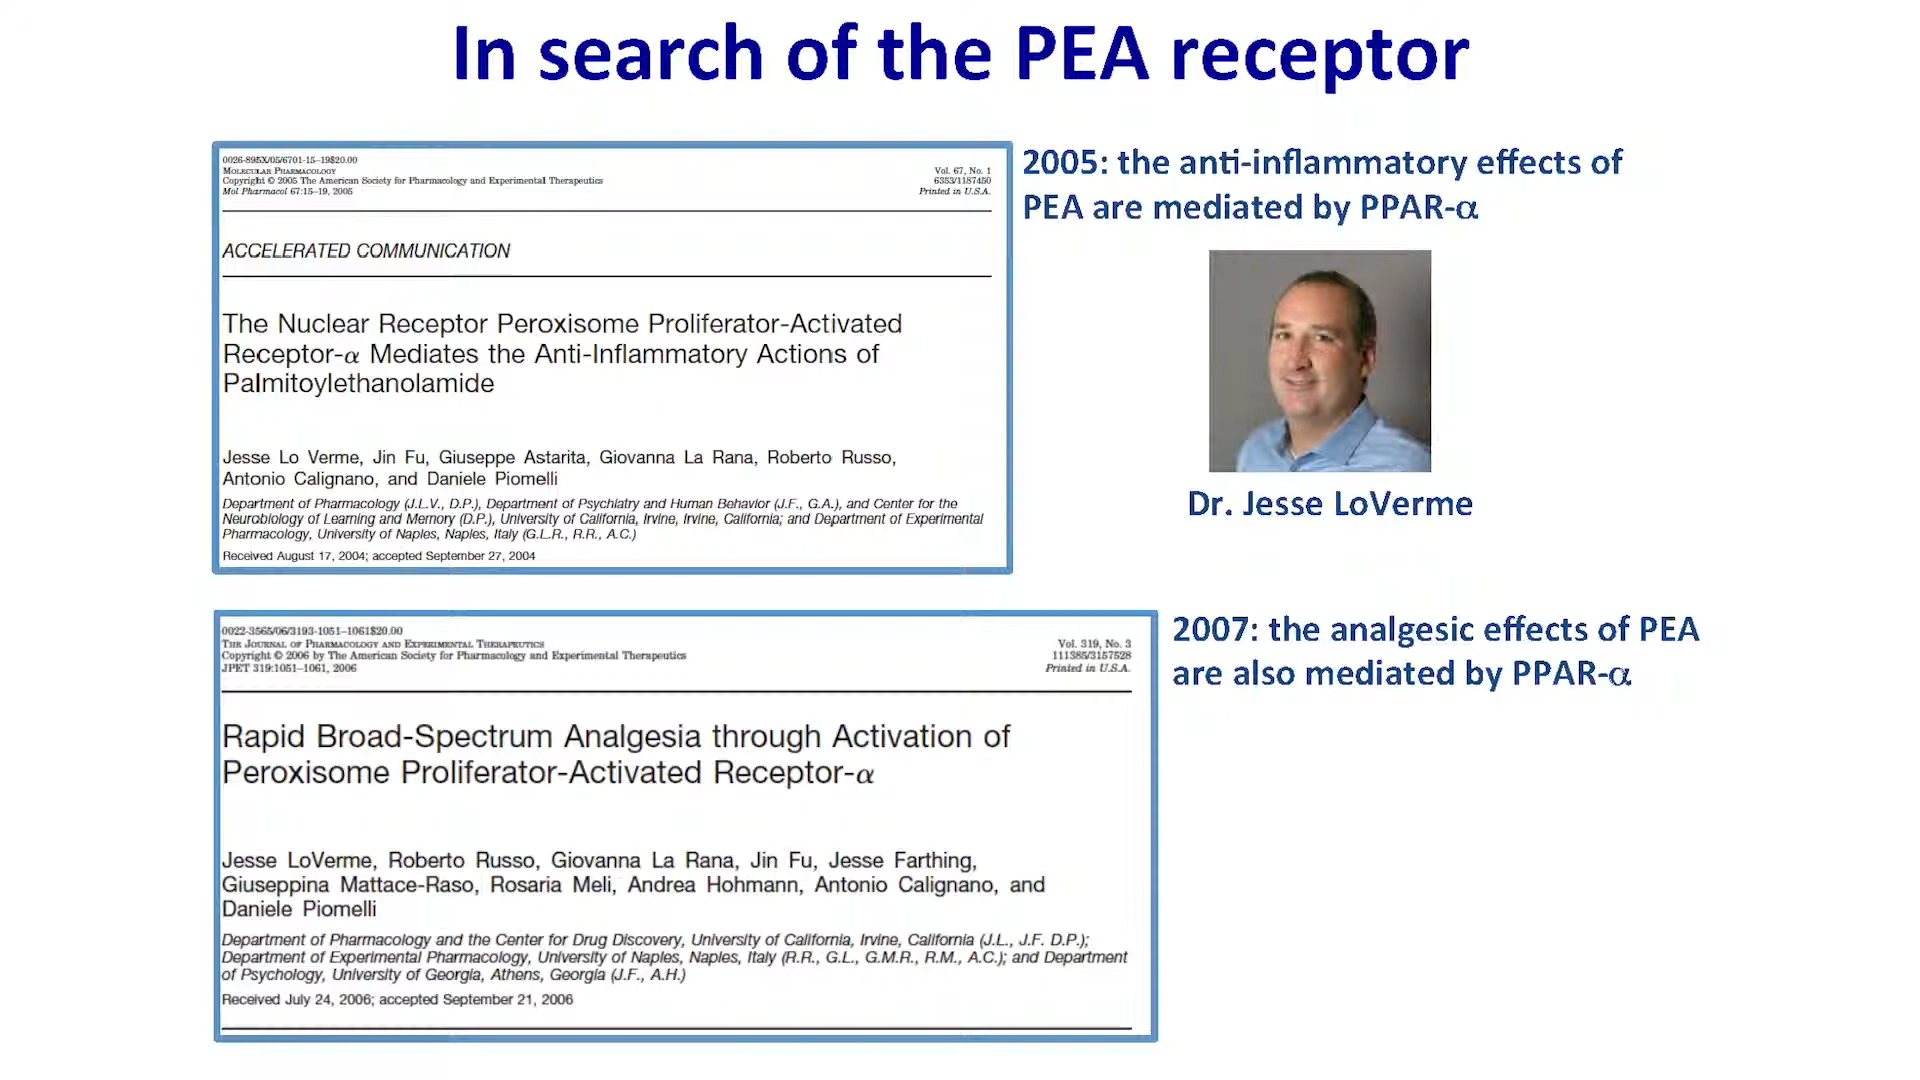 In search of the PEA receptor
0026-895X/05/6701-15–19$20.00
MOLECULAR PHARMACOLOGY
Copyright © 2005 The American Society for Pharmacology and Experimental Therapeutics
Mol Pharmacol 67:15–19, 2005
Vol. 67, No. 1
6353/1187450
Printed in U.S.A.
ACCELERATED COMMUNICATION
The Nuclear Receptor Peroxisome Proliferator-Activated
Receptor-α Mediates the Anti-Inflammatory Actions of
Palmitoylethanolamide
Jesse Lo Verme, Jin Fu, Giuseppe Astarita, Giovanna La Rana, Roberto Russo,
Antonio Calignano, and Daniele Piomelli
Department of Pharmacology (J.L.V., D.P.), Department of Psychiatry and Human Behavior (J.F., G.A.), and Center for the
Neurobiology of Learning and Memory (D.P.), University of California, Irvine, Irvine, California; and Department of Experimental
Pharmacology, University of Naples, Naples, Italy (G.L.R., R.R., A.C.)
Received August 17, 2004; accepted September 27, 2004
2005: the anti-inflammatory effects of
PEA are mediated by PPAR-α
Dr. Jesse LoVerme
0022-3565/06/3193-1051–1061$20.00
THE JOURNAL OF PHARMACOLOGY AND EXPERIMENTAL THERAPEUTICS
Copyright © 2006 by The American Society for Pharmacology and Experimental Therapeutics
JPET 319:1051–1061, 2006
Vol. 319, No. 3
111385/3157528
Printed in U.S.A.
Rapid Broad-Spectrum Analgesia through Activation of
Peroxisome Proliferator-Activated Receptor-α
Jesse LoVerme, Roberto Russo, Giovanna La Rana, Jin Fu, Jesse Farthing,
Giuseppina Mattace-Raso, Rosaria Meli, Andrea Hohmann, Antonio Calignano, and
Daniele Piomelli
Department of Pharmacology and the Center for Drug Discovery, University of California, Irvine, California (J.L., J.F. D.P.);
Department of Experimental Pharmacology, University of Naples, Naples, Italy (R.R., G.L., G.M.R., R.M., A.C.); and Department
of Psychology, University of Georgia, Athens, Georgia (J.F., A.H.)
Received July 24, 2006; accepted September 21, 2006
2007: the analgesic effects of PEA
are also mediated by PPAR-α